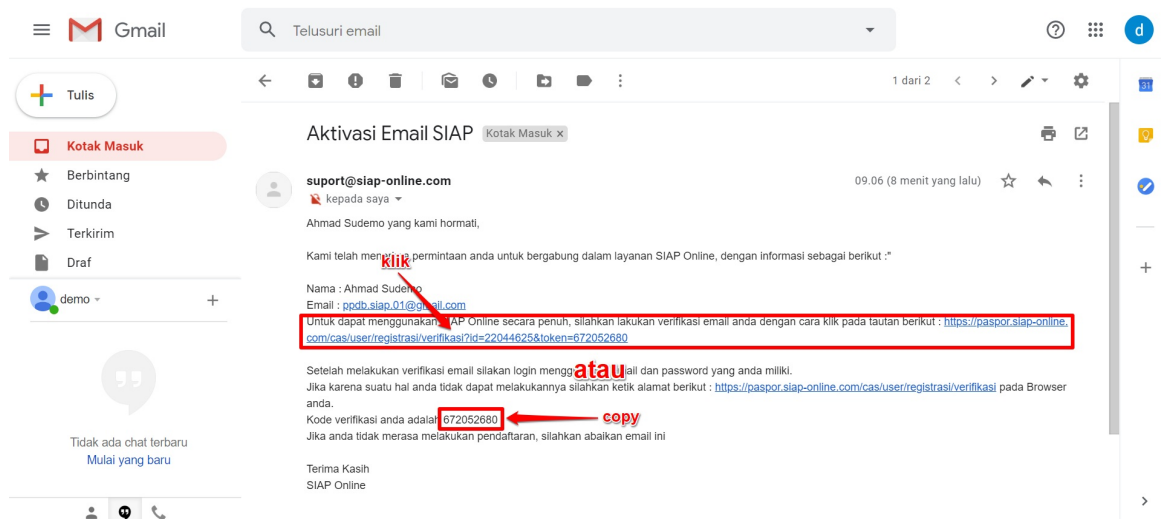 Gmail
Telusuri email
d
Tulis
1 dari 2
31
Aktivasi Email SIAP Kotak Masuk x
Kotak Masuk
Berbintang
Ditunda
Terkirim
Draf
demo
suport@siap-online.com
09.06 (8 menit yang lalu)
kepada saya
Ahmad Sudemo yang kami hormati,
Kami telah permintaan anda untuk bergabung dalam layanan SIAP Online, dengan informasi sebagai berikut :"
klik
Nama : Ahmad Sudemo
Email : ppdb.siap.01@gmail.com
Untuk dapat menggunakan SIAP Online secara penuh, silahkan lakukan verifikasi email anda dengan cara klik pada tautan berikut : https://paspor.siap-online.
com/cas/user/registrasi/verifikasi?id=22044625&token=672052680
Setelah melakukan verifikasi email silakan login dan password yang anda miliki.
atau
Jika karena suatu hal anda tidak dapat melakukannya silahkan ketik alamat berikut : https://paspor.siap-online.com/cas/user/registrasi/verifikasi pada Browser
anda.
Kode verifikasi anda adalah 672052680
copy
Jika anda tidak merasa melakukan pendaftaran, silahkan abaikan email ini
Terima Kasih
SIAP Online
Tidak ada chat terbaru
Mulai yang baru